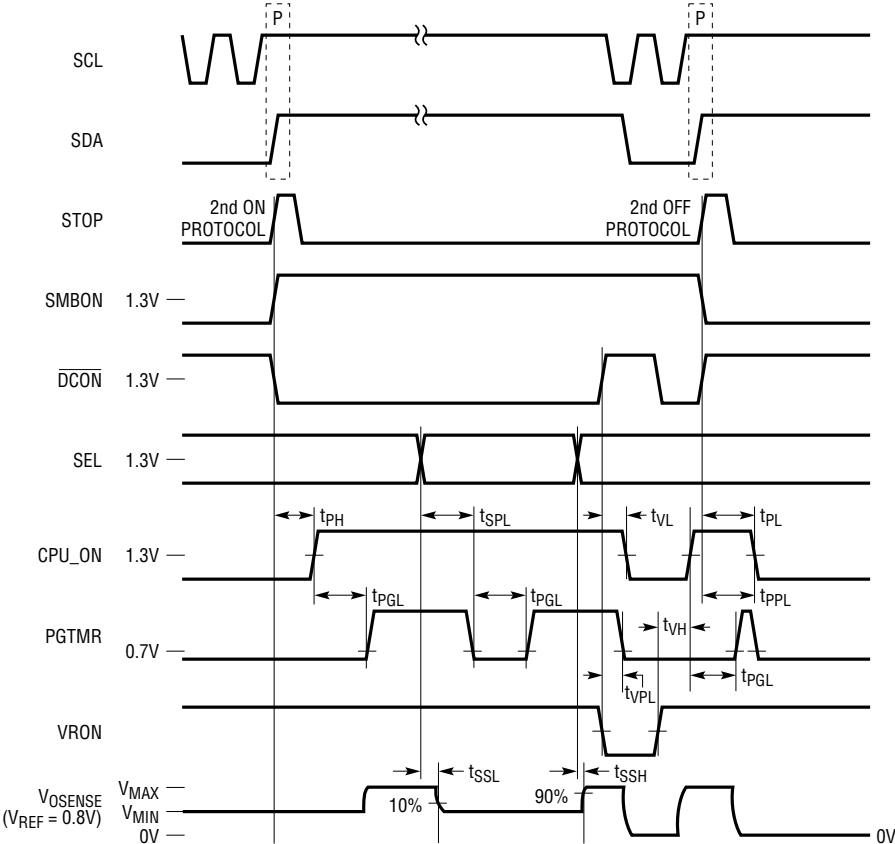 P
P
SCL
SDA
STOP
2nd ON
PROTOCOL
2nd OFF
PROTOCOL
SMBON 1.3V
DCON 1.3V
SEL 1.3V
tPH
tSPL
tVL
tPL
CPU_ON 1.3V
tPGL
tPGL
tPPL
tVH
PGTMR 0.7V
tPGL
tVPL
VRON
tSSL
tSSH
VOSENSE
(VREF = 0.8V)
VMAX
VMIN
0V
10%
90%
0V